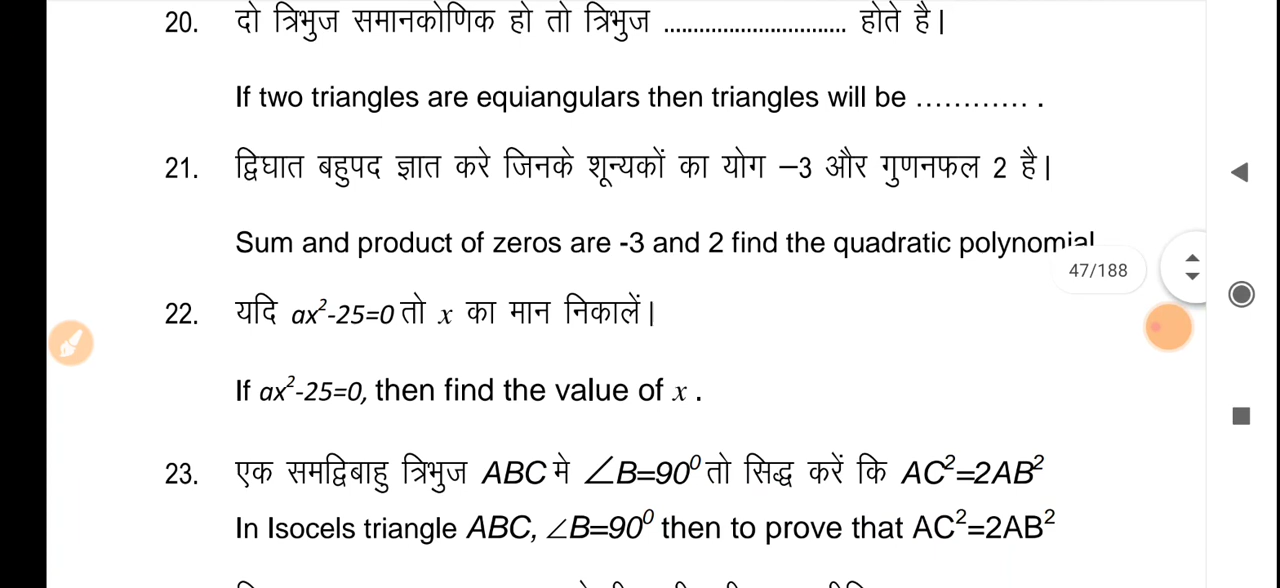 20. दो त्रिभुज समानकोणिक हो तो त्रिभुज ................................ होते है।
If two triangles are equiangulars then triangles will be ………… .
21. द्विघात बहुपद ज्ञात करे जिनके शून्यकों का योग –3 और गुणनफल 2 है।
Sum and product of zeros are -3 and 2 find the quadratic polynomial
47/188
22. यदि ax²-25=0 तो x का मान निकालें।
If ax²-25=0, then find the value of x .
23. एक समद्विबाहु त्रिभुज ABC मे ∠B=90⁰ तो सिद्ध करें कि AC²=2AB²
In Isocels triangle ABC, ∠B=90⁰ then to prove that AC²=2AB²